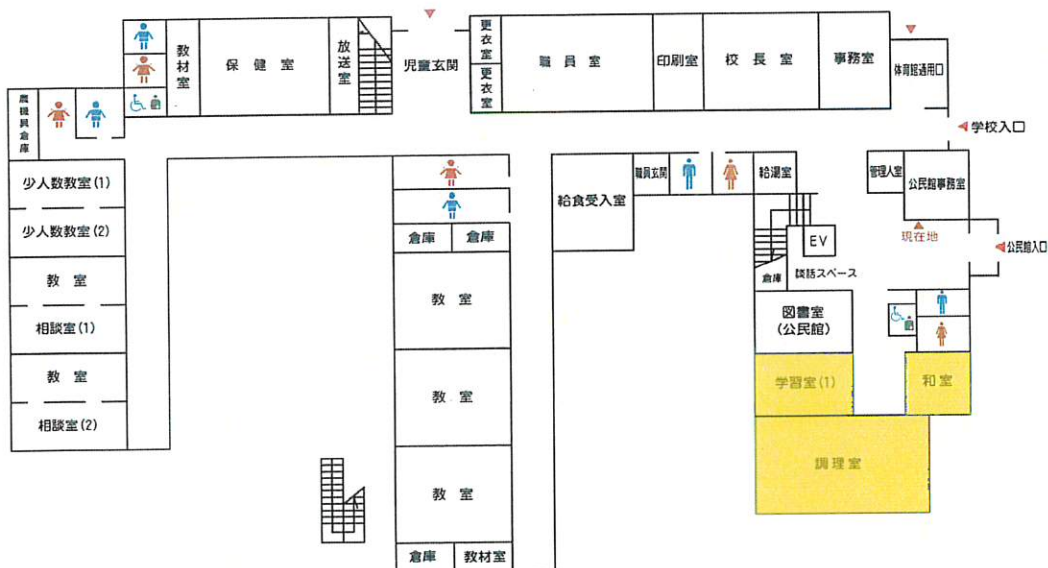 教材室
保健室
放送室
児童玄関
更衣室
更衣室
職員室
印刷室
校長室
事務室
体育館通用口
学校入口
農機具倉庫
少人数教室(1)
少人数教室(2)
教室
相談室(1)
教室
相談室(2)
倉庫
倉庫
教室
教室
教室
倉庫
教材室
給食受入室
職員玄関
給湯室
管理人室
公民館事務室
現在地
公民館入口
EV
倉庫
談話スペース
図書室
(公民館)
学習室(1)
和室
調理室